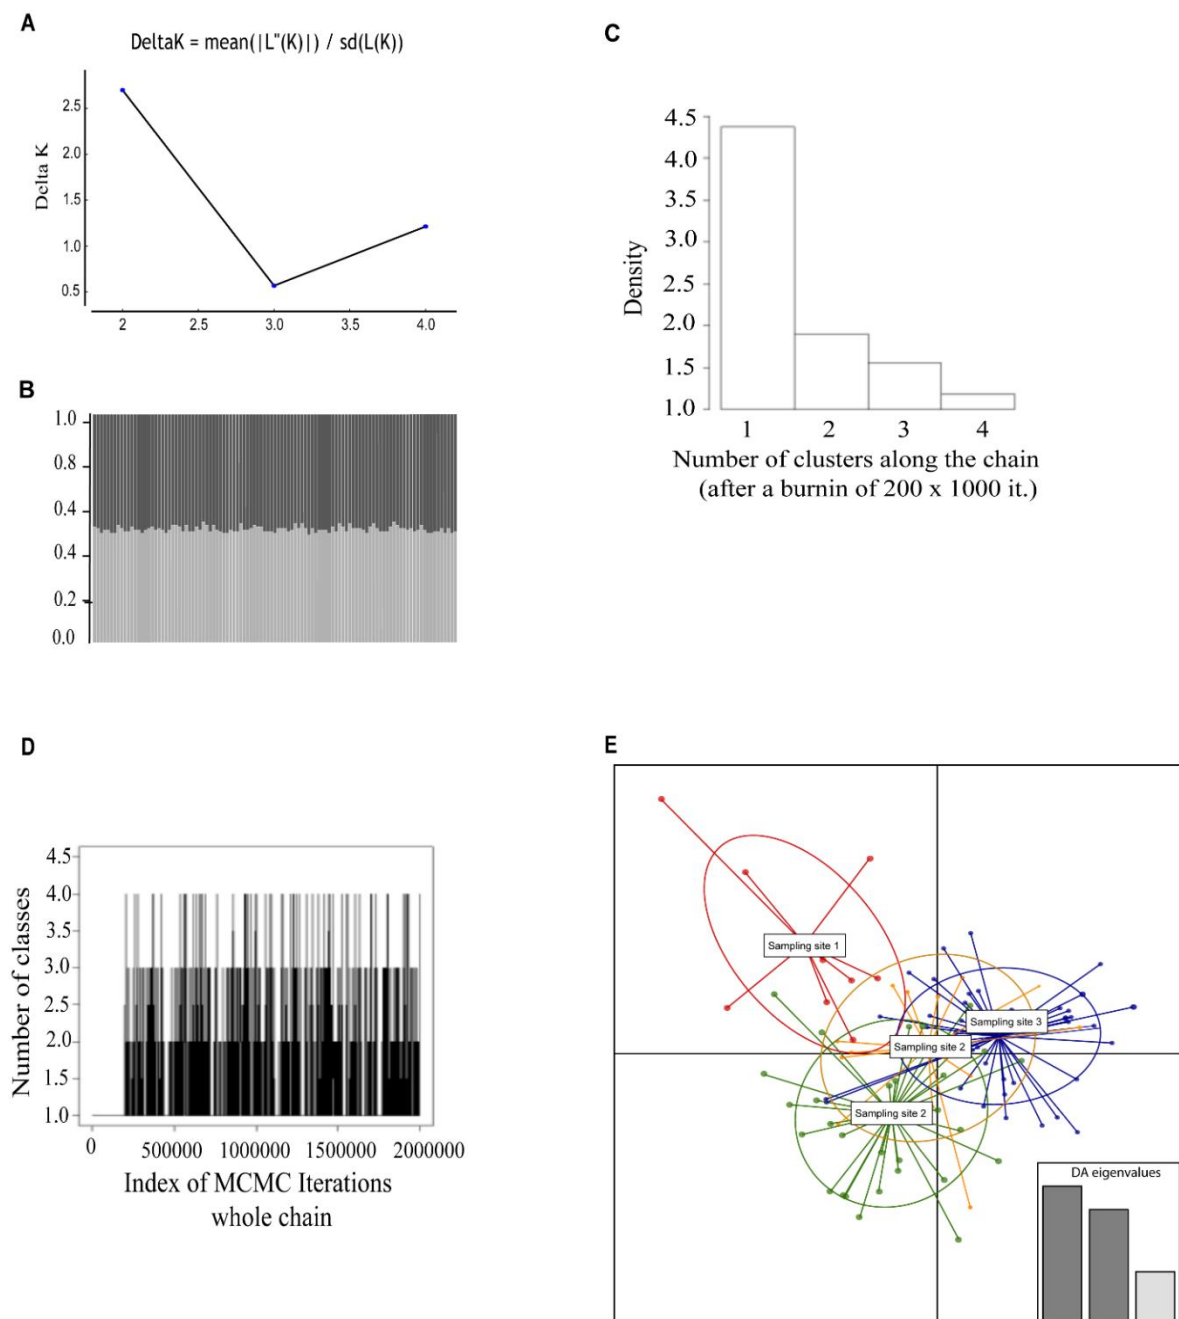 A
DeltaK = mean(|L"(K)|) / sd(L(K))
Delta K
2.5
2.0
1.5
1.0
0.5
2
2.5
3.0
3.5
4.0
B
1.0
0.8
0.4
0.4
0.2
0.0
C
Density
4.5
4.0
3.0
2.5
2.0
1.5
1.0
1
2
3
4
Number of clusters along the chain
(after a burnin of 200 x 1000 it.)
D
Number of classes
4.5
4.0
3.5
3.0
2.5
2.0
1.5
1.0
0
500000
1000000
1500000
2000000
Index of MCMC Iterations
whole chain
E
Sampling site 1
Sampling site 3
Sampling site 2
Sampling site 2
DA eigenvalues